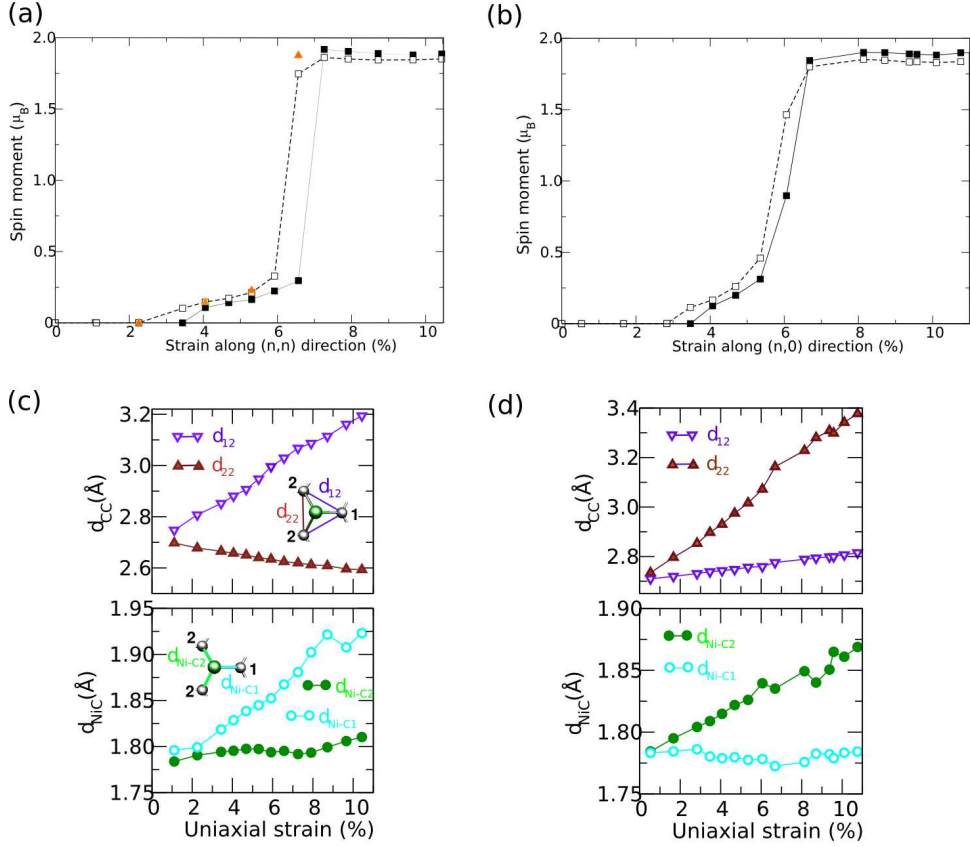 (a)
2.0
1.5
1.0
0.5
0
Spin moment (μB)
0 2 4 6 8 10
Strain along (n,n) direction (%)
(b)
2.0
1.5
1.0
0.5
0
Spin moment (μB)
0 2 4 6 8 10
Strain along (n,0) direction (%)
(c)
3.2
3.0
2.8
2.6
dCC(Å)
d12
d22
2
d12
d22
1
2
1.95
1.90
1.85
1.80
1.75
dNiC(Å)
2
dNi-C2
1
dNi-C1
2
dNi-C2
dNi-C1
0 2 4 6 8 10
Uniaxial strain (%)
(d)
3.4
3.2
3.0
2.8
dCC(Å)
d12
d22
1.90
1.85
1.80
1.75
dNiC(Å)
dNi-C2
dNi-C1
0 2 4 6 8 10
Uniaxial strain (%)